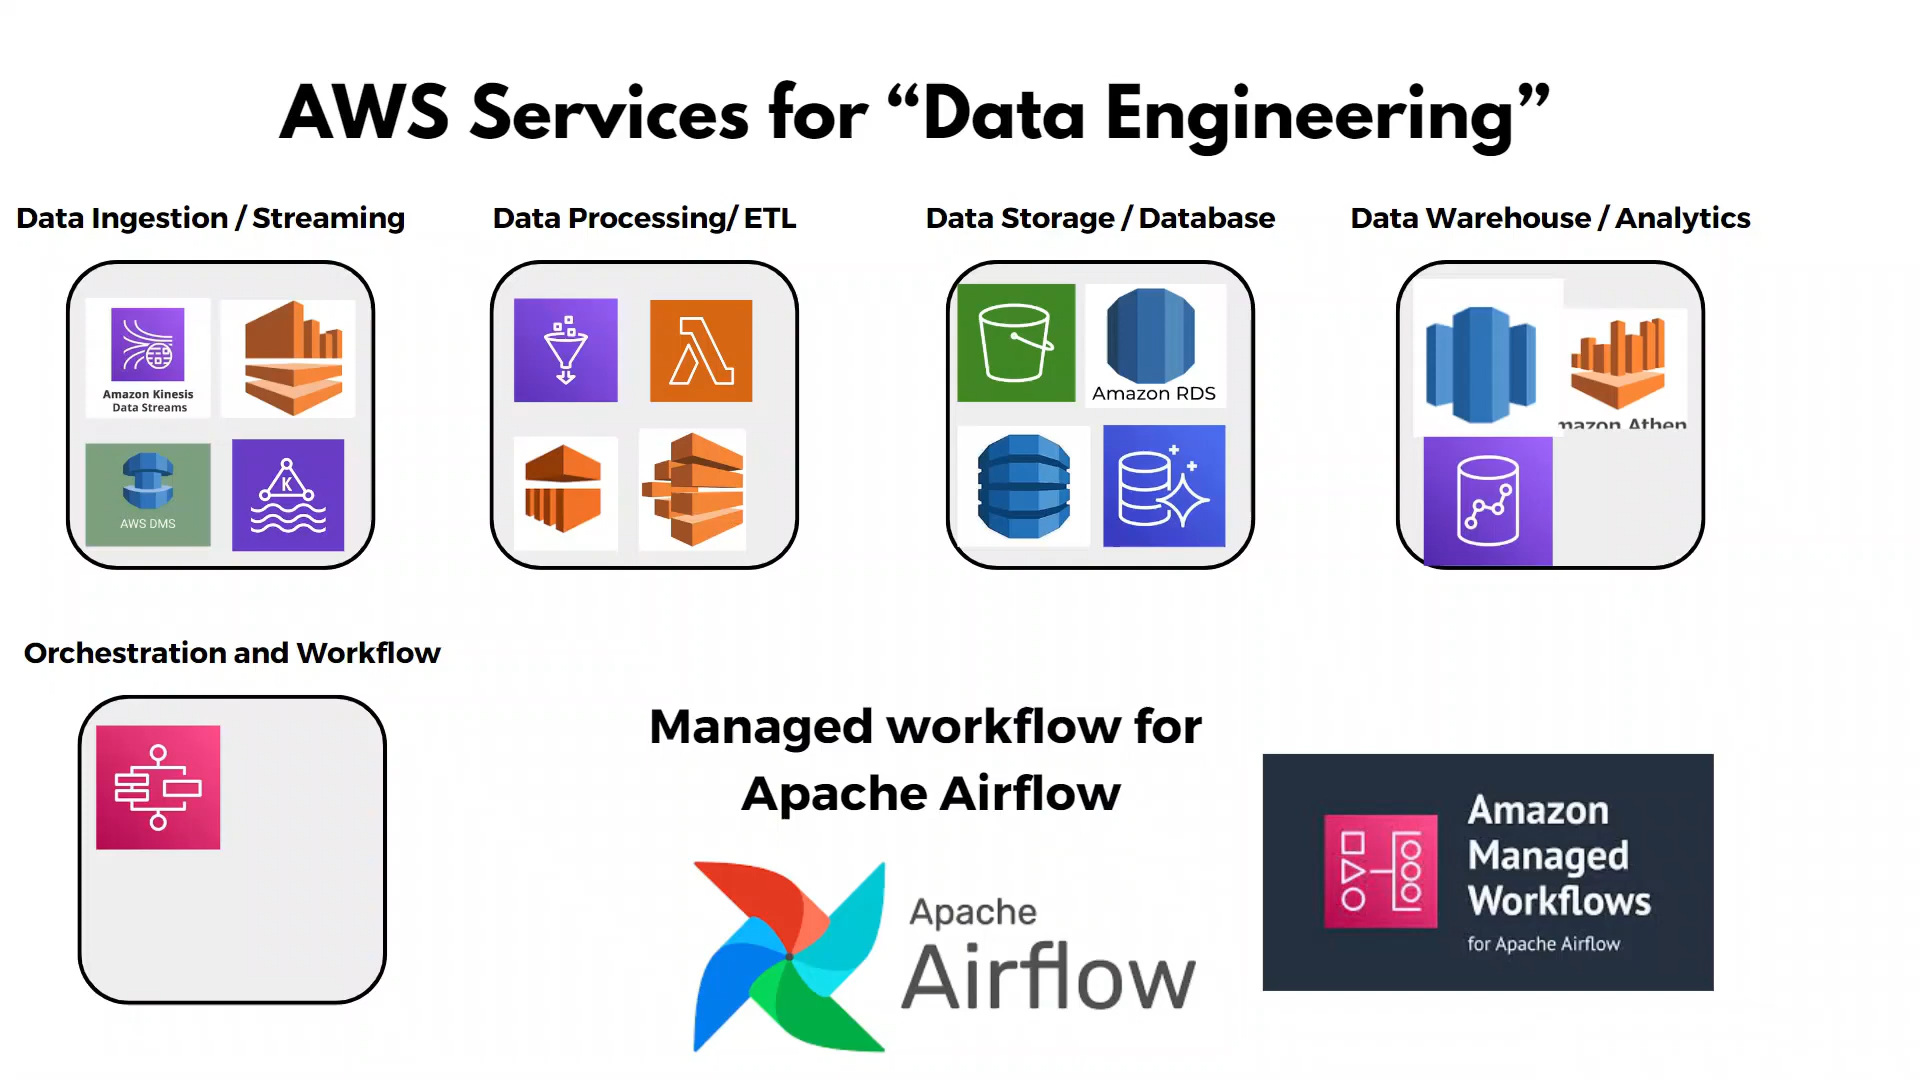 AWS Services for “Data Engineering”
Data Ingestion / Streaming
Data Processing/ ETL
Data Storage / Database
Data Warehouse / Analytics
Amazon Kinesis
Data Streams
AWS DMS
K
Amazon RDS
mazon Athen
Orchestration and Workflow
Managed workflow for
Apache Airflow
Apache
Airflow
Amazon
Managed
Workflows
for Apache Airflow